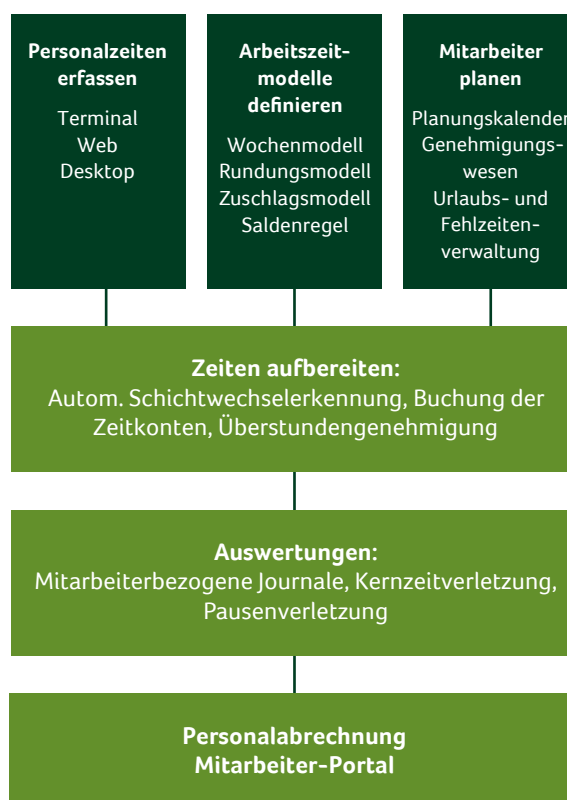 Personalzeiten
erfassen
Terminal
Web
Desktop
Arbeitszeit-
modelle
definieren
Wochenmodell
Rundungsmodell
Zuschlagsmodell
Saldenregel
Mitarbeiter
planen
Planungskalender
Genehmigungs-
wesen
Urlaubs- und
Fehlzeiten-
verwaltung
Zeiten aufbereiten:
Autom. Schichtwechselerkennung, Buchung der
Zeitkonten, Überstundengenehmigung
Auswertungen:
Mitarbeiterbezogene Journale, Kernzeitverletzung,
Pausenverletzung
Personalabrechnung
Mitarbeiter-Portal